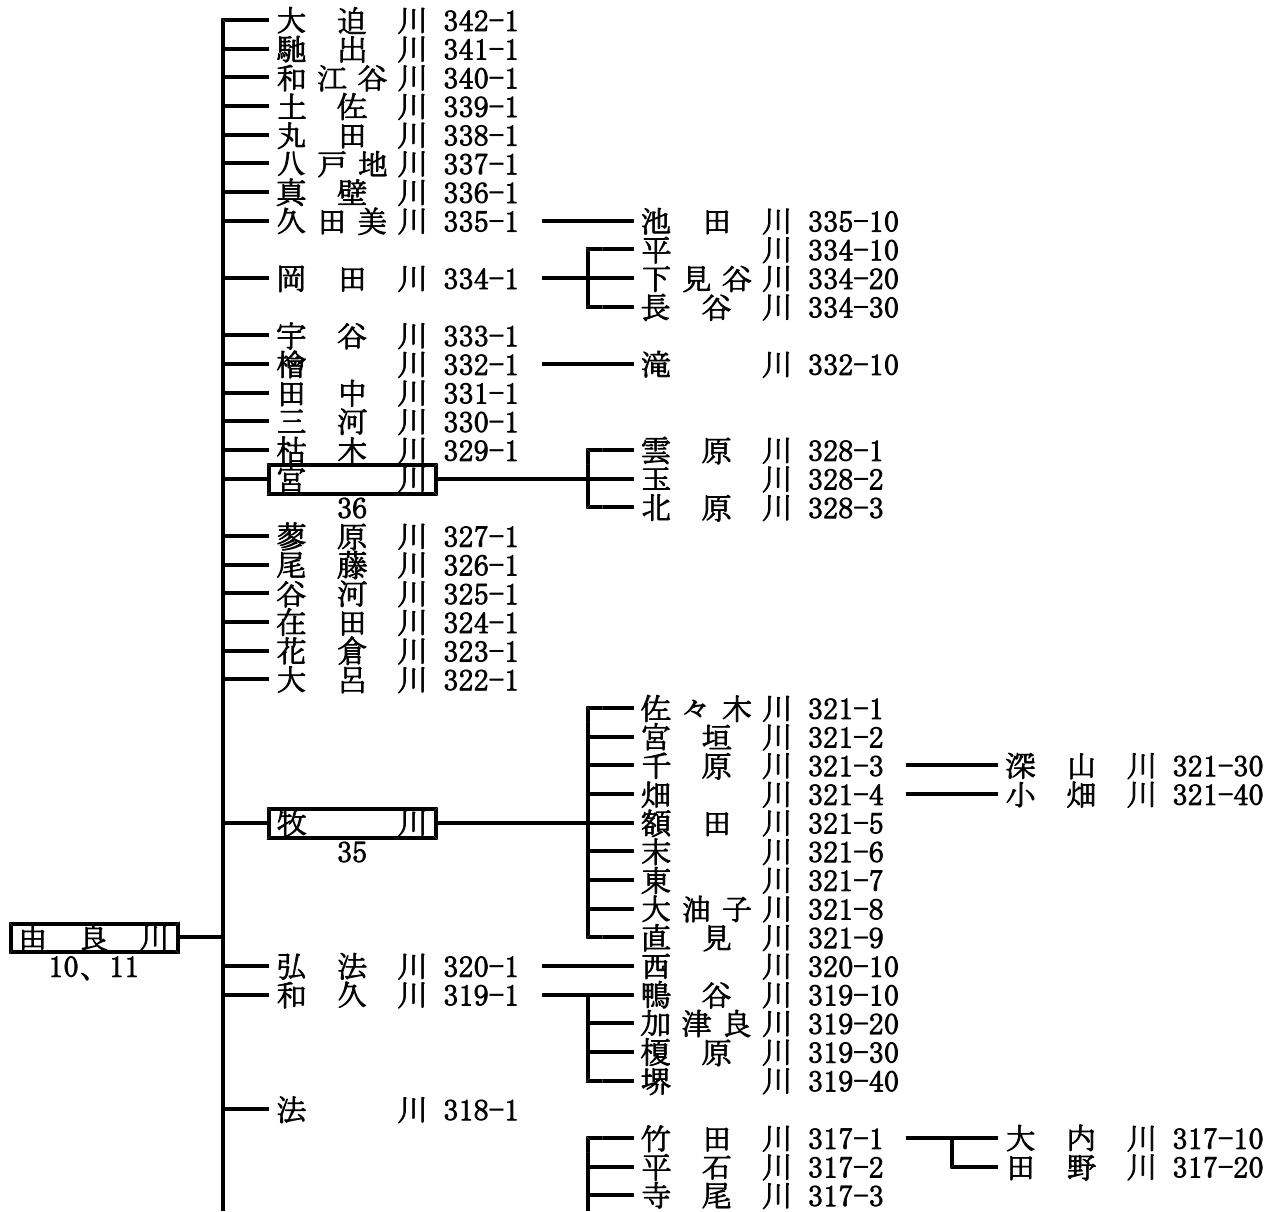 大迫川 342-1
馳出川 341-1
和江谷川 340-1
土佐川 339-1
丸田川 338-1
八戸地川 337-1
真壁川 336-1
久田美川 335-1 池田川 335-10
平川 334-10
岡田川 334-1 下見谷川 334-20
長谷川 334-30
宇谷川 333-1
檜川 332-1 滝川 332-10
田中川 331-1
三河川 330-1
枯木川 329-1 雲原川 328-1
宮川 玉川 328-2
36 北原川 328-3
蓼原川 327-1
尾藤川 326-1
谷河川 325-1
在田川 324-1
花倉川 323-1
大呂川 322-1
佐々木川 321-1
宮垣川 321-2
千原川 321-3 深山川 321-30
畑川 321-4 小畑川 321-40
牧川 額田川 321-5
35 末川 321-6
東川 321-7
大油子川 321-8
由良川 直見川 321-9
10、11 弘法川 320-1 西川 320-10
和久川 319-1 鴨谷川 319-10
加津良川 319-20
榎原川 319-30
堺川 319-40
法川 318-1
竹田川 317-1 大内川 317-10
平石川 317-2 田野川 317-20
寺尾川 317-3